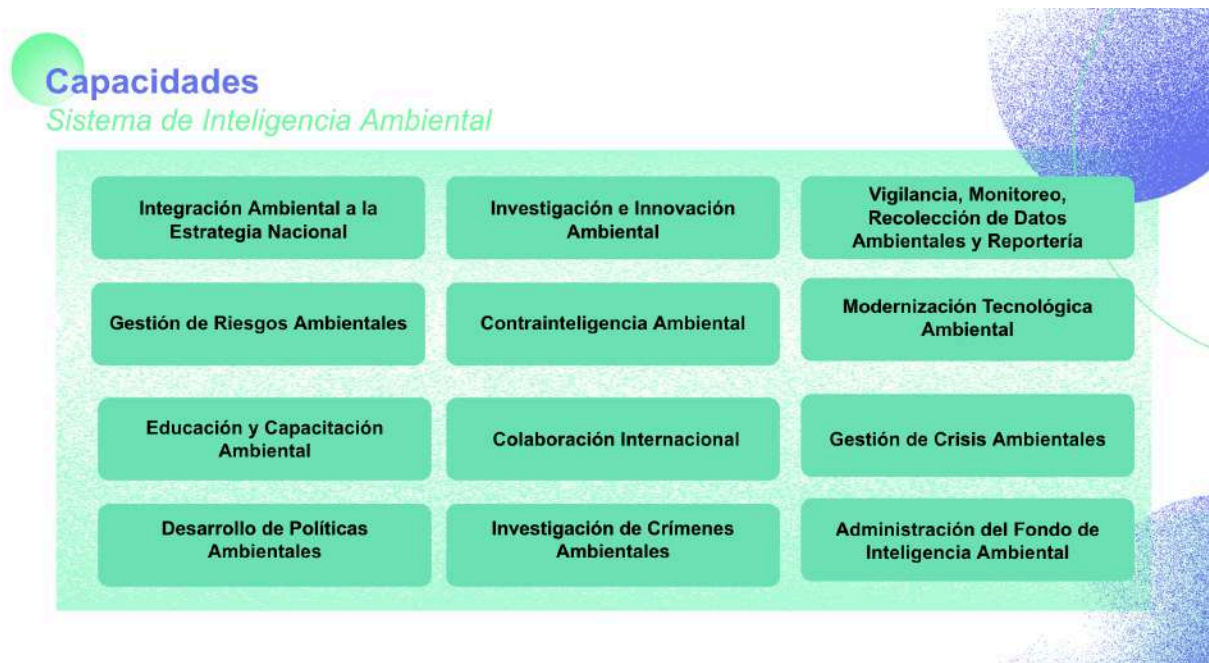 Capacidades
Sistema de Inteligencia Ambiental
Integración Ambiental a la
Estrategia Nacional
Investigación e Innovación
Ambiental
Vigilancia, Monitoreo,
Recolección de Datos
Ambientales y Reportería
Gestión de Riesgos Ambientales
Contrainteligencia Ambiental
Modernización Tecnológica
Ambiental
Educación y Capacitación
Ambiental
Colaboración Internacional
Gestión de Crisis Ambientales
Desarrollo de Políticas
Ambientales
Investigación de Crímenes
Ambientales
Administración del Fondo de
Inteligencia Ambiental